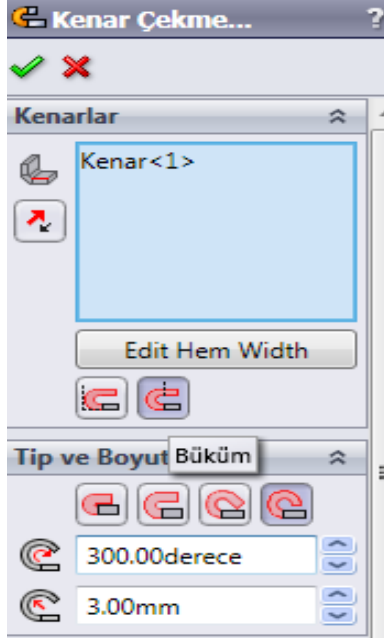 Kenar Çekme... ?
Kenarlar
Kenar<1>
Edit Hem Width
Tip ve Boyut
Büküm
300.00derece
3.00mm